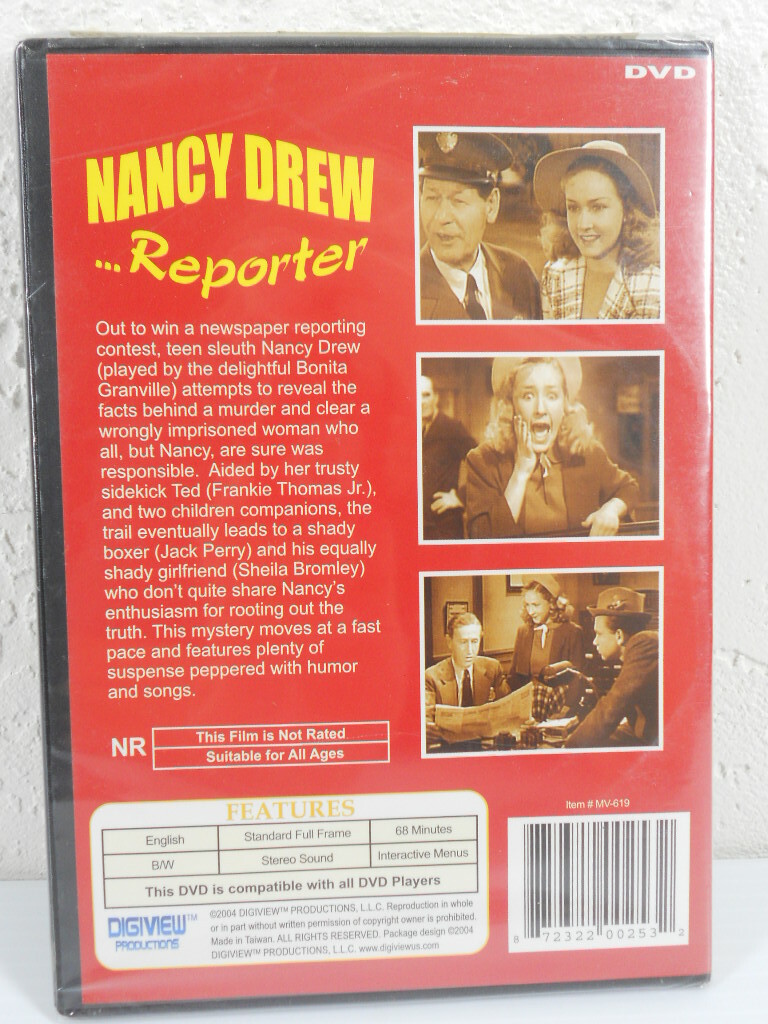 DVD
NANCY DREW
... Reporter
Out to win a newspaper reporting
contest, teen sleuth Nancy Drew
(played by the delightful Bonita
Granville) attempts to reveal the
facts behind a murder and clear a
wrongly imprisoned woman who
all, but Nancy, are sure was
responsible. Aided by her trusty
sidekick Ted (Frankie Thomas Jr.),
and two children companions, the
trail eventually leads to a shady
boxer (Jack Perry) and his equally
shady girlfriend (Sheila Bromley)
who don't quite share Nancy's
enthusiasm for rooting out the
truth. This mystery moves at a fast
pace and features plenty of
suspense peppered with humor
and songs.
NR
This Film is Not Rated
Suitable for All Ages
FEATURES
English Standard Full Frame 68 Minutes
B/W Stereo Sound Interactive Menus
This DVD is compatible with all DVD Players
DIGIVIEW™
PRODUCTIONS
©2004 DIGIVIEW™ PRODUCTIONS, L.L.C. Reproduction in whole
or in part without written permission of copyright owner is prohibited.
Made in Taiwan. ALL RIGHTS RESERVED. Package design ©2004
DIGIVIEW™ PRODUCTIONS, L.L.C. www.digiviewus.com
Item # MV-619
8 72322 00253 2